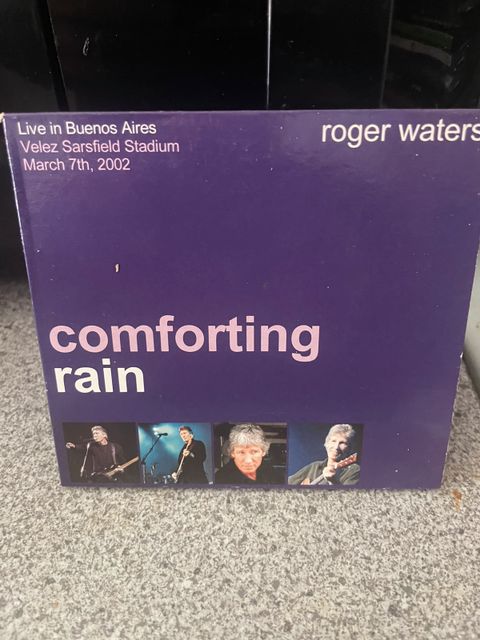 Live in Buenos Aires
Velez Sarsfield Stadium
March 7th, 2002
roger waters
comforting
rain